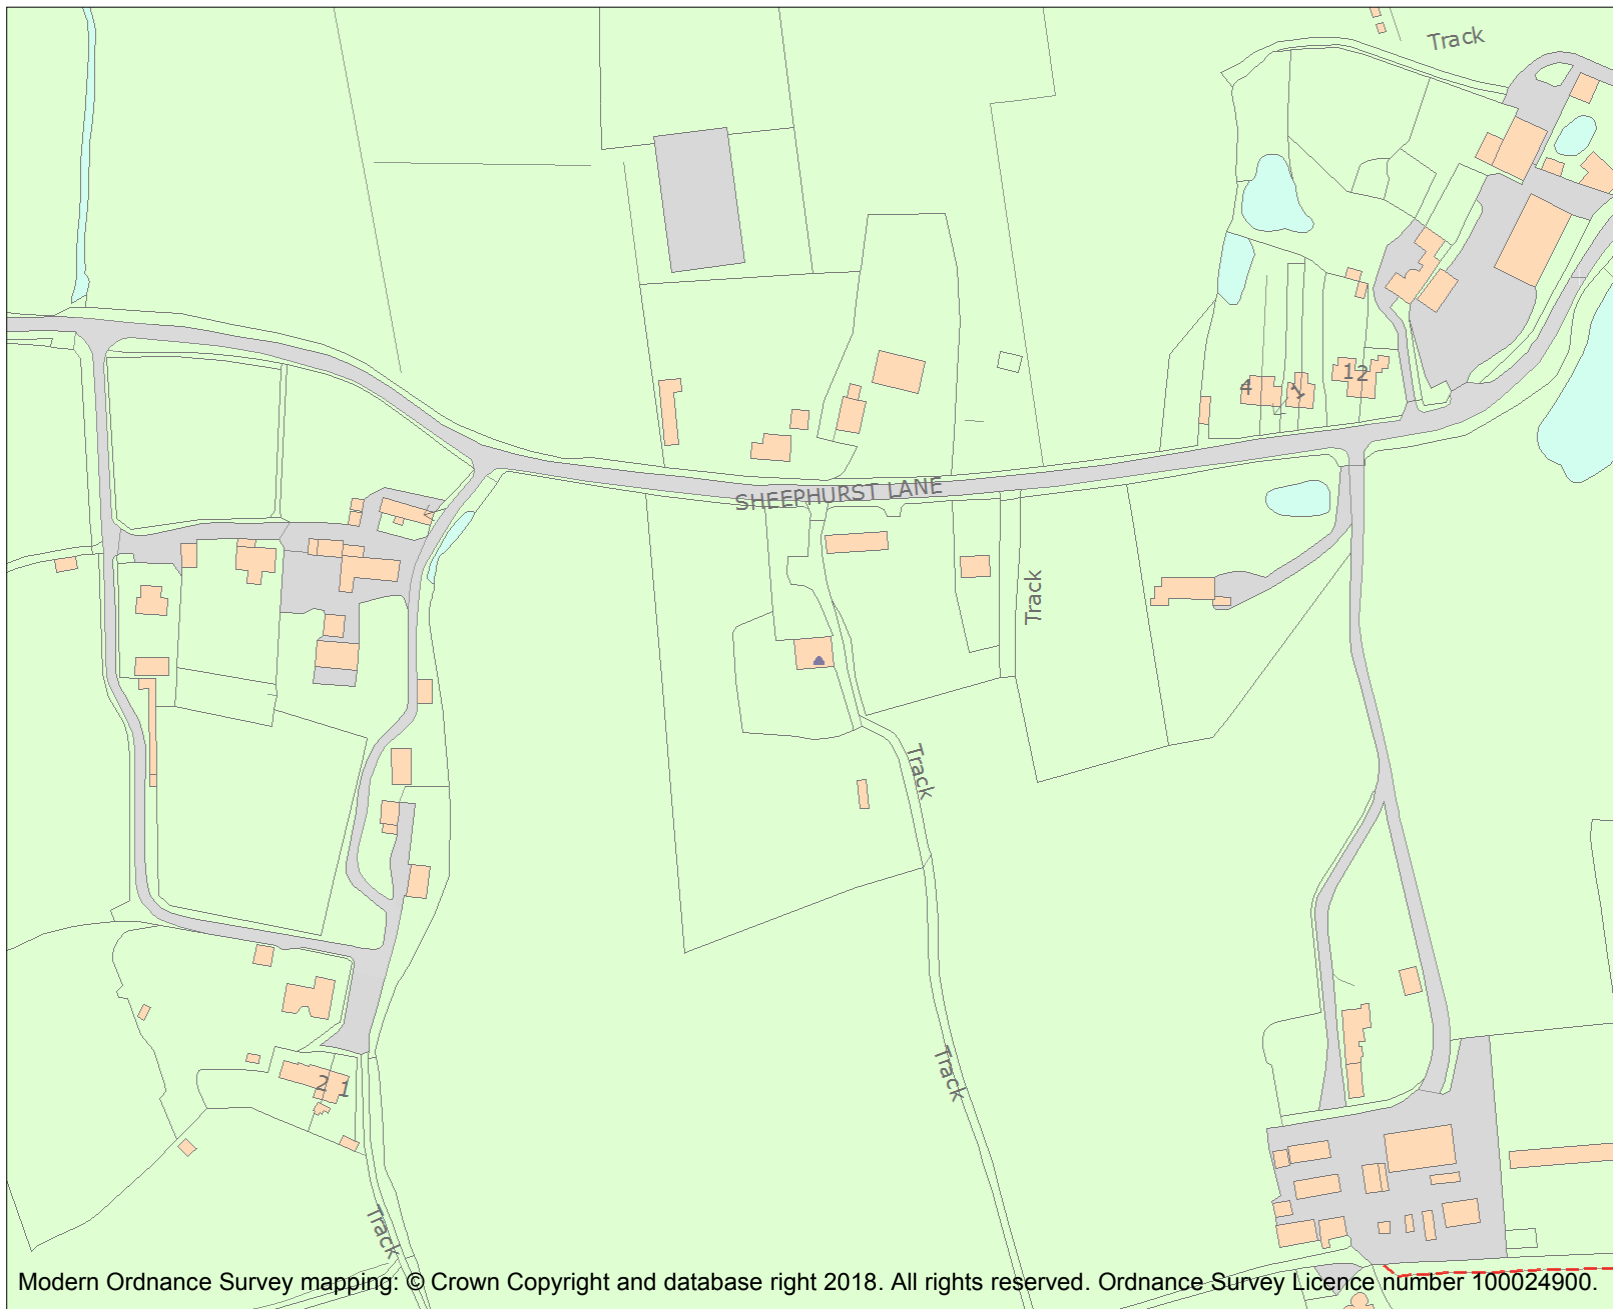 Track
4
1
12
SHEEPHURST LANE
Track
Track
Track
2 1
Track
Modern Ordnance Survey mapping: © Crown Copyright and database right 2018. All rights reserved. Ordnance Survey Licence number 100024900.